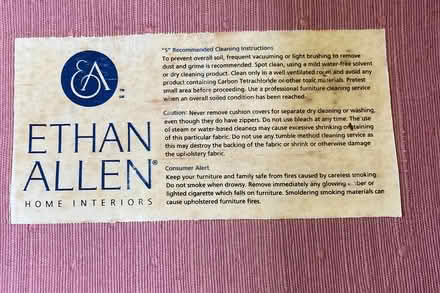 EA
TM
ETHAN
ALLEN®
HOME INTERIORS
"S" Recommended Cleaning Instructions
To prevent overall soil, frequent vacuuming or light brushing to remove
dust and grime is recommended. Spot clean, using a mild water-free solvent
or dry cleaning product. Clean only in a well ventilated room and avoid any
product containing Carbon Tetrachloride or other toxic materials. Pretest
small area before proceeding. Use a professional furniture cleaning service
when an overall soiled condition has been reached.
Caution: Never remove cushion covers for separate dry cleaning or washing,
even though they do have zippers. Do not use bleach at any time. The use
of steam or water-based cleaners may cause excessive shrinking or staining
of this particular fabric. Do not use any tumble method cleaning service as
this may destroy the backing of the fabric or shrink or otherwise damage
the upholstery fabric.
Consumer Alert
Keep your furniture and family safe from fires caused by careless smoking.
Do not smoke when drowsy. Remove immediately any glowing ember or
lighted cigarette which falls on furniture. Smoldering smoking materials can
cause upholstered furniture fires.